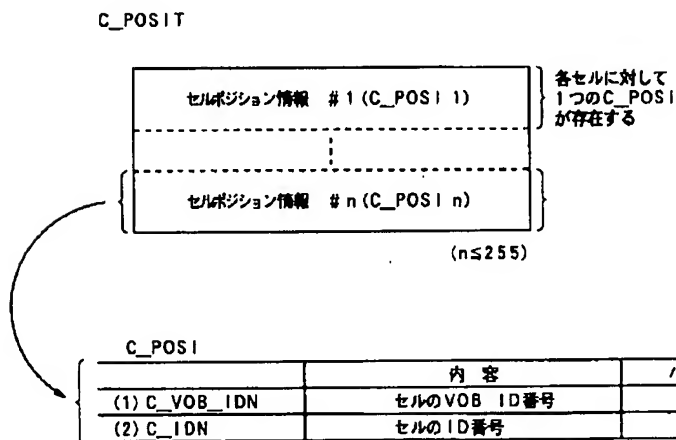 C_POSIT
セルポジション情報 #1(C_POSI 1)
各セルに対して
1つのC_POSI
が存在する
セルポジション情報 #n(C_POSI n)
(n≦255)
C_POSI
内 容
(1) C_VOB_IDN セルのVOB ID番号
(2) C_IDN セルのID番号